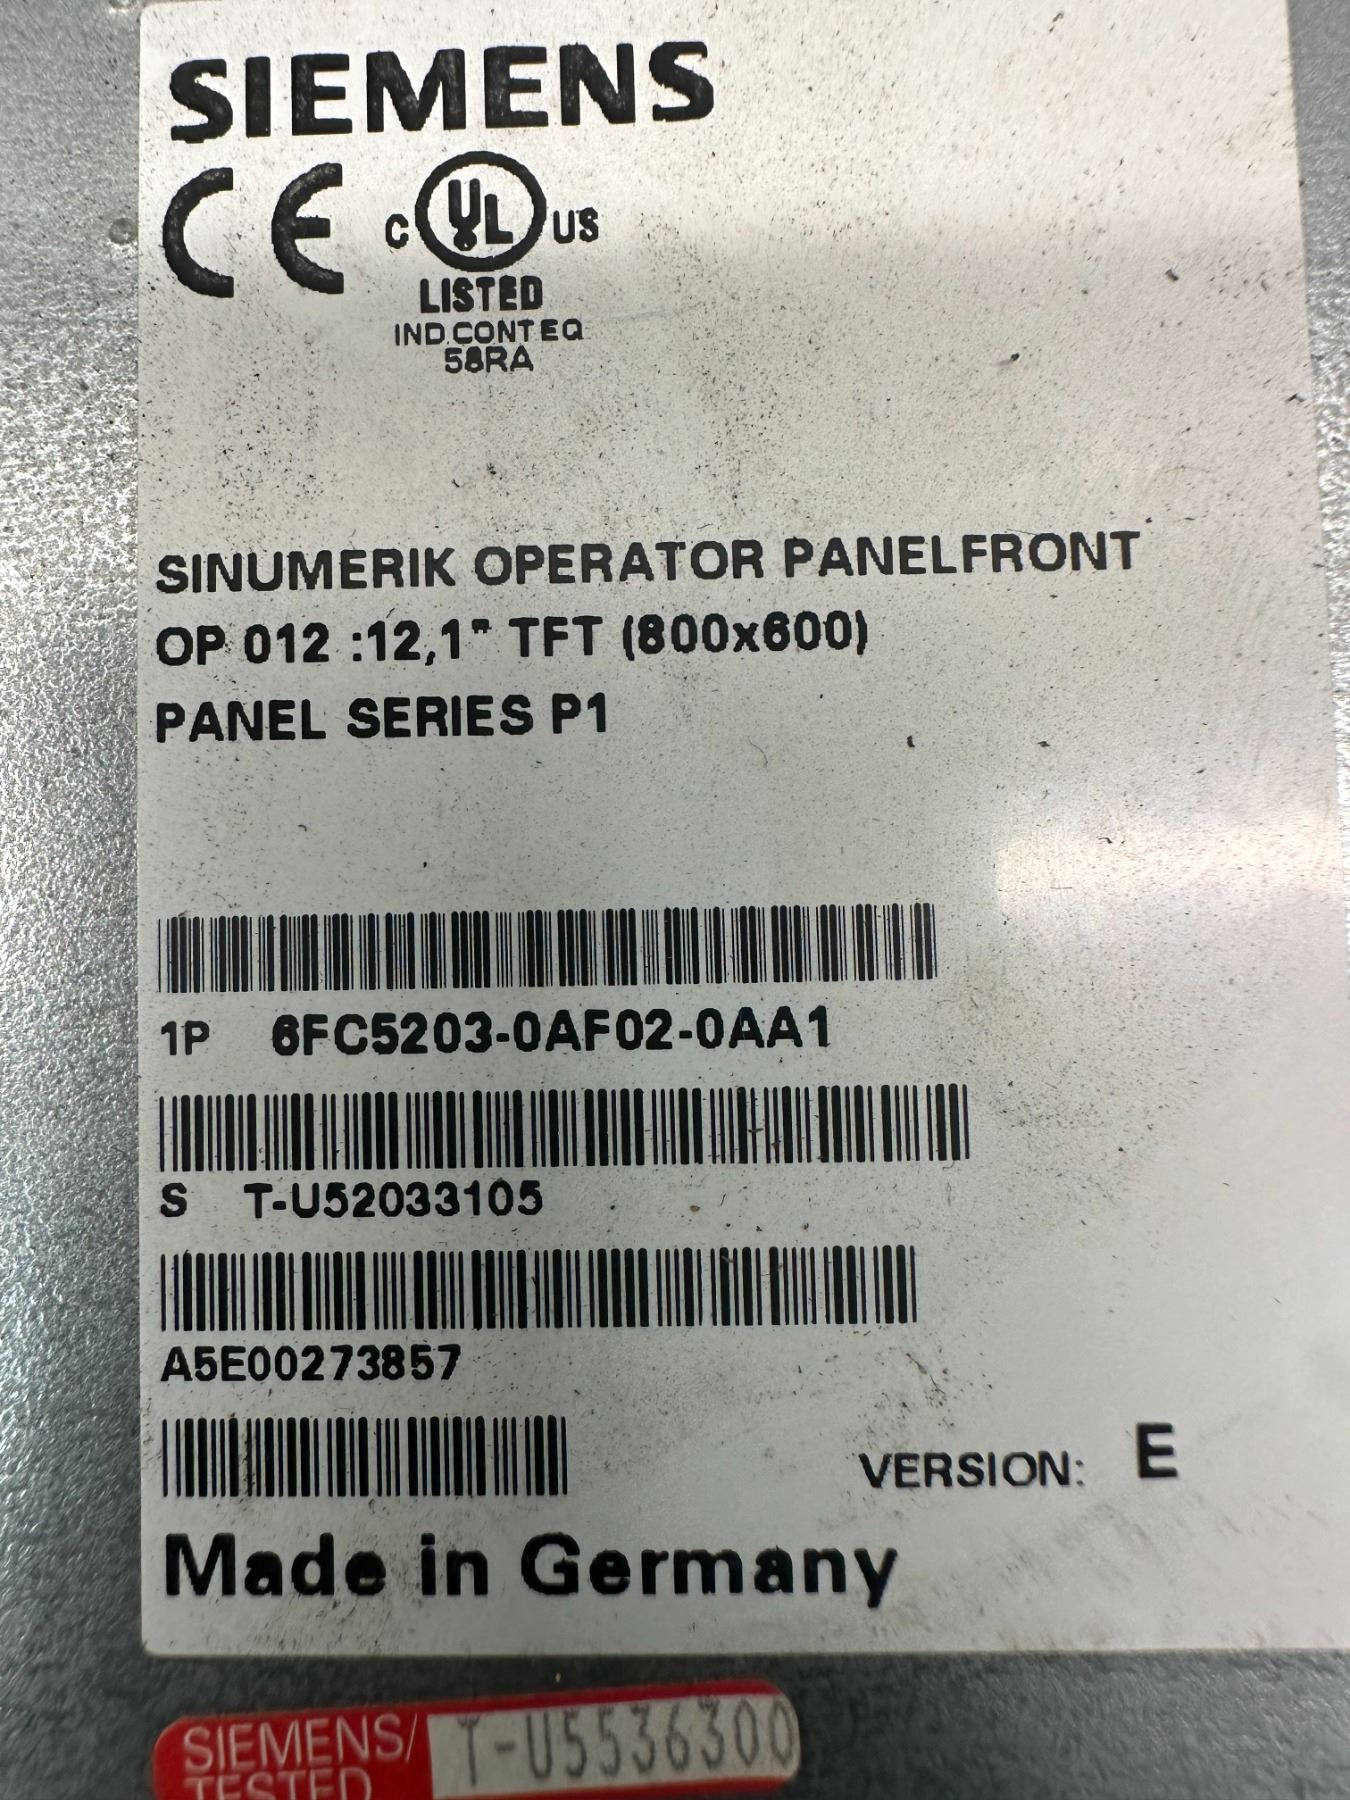 SIEMENS
CE C UL US
LISTED
IND.CONT EQ
58RA
SINUMERIK OPERATOR PANELFRONT
OP 012 :12,1" TFT (800x600)
PANEL SERIES P1
1P 6FC5203-0AF02-0AA1
S T-U52033105
A5E00273857
VERSION: E
Made in Germany
SIEMENS/ T-U5536300
TESTED